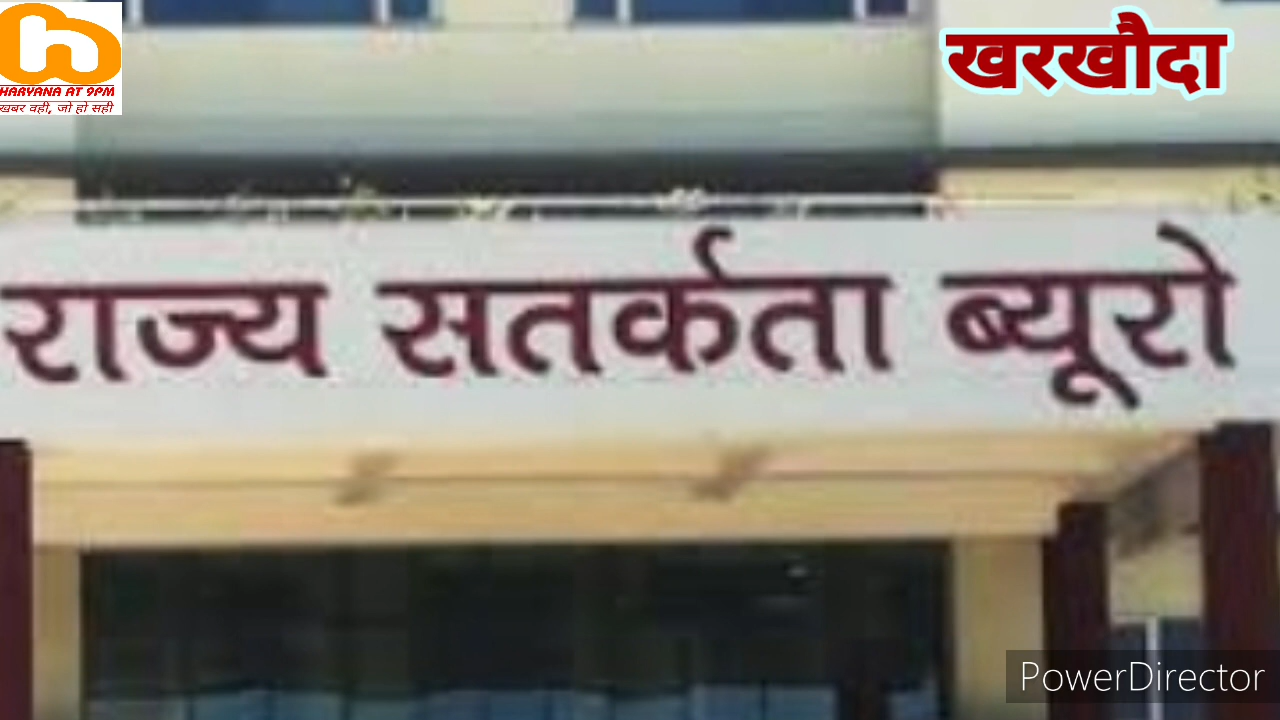 HARYANA AT 9PM
खबर वही, जो हो सही
खरखौदा
राज्य सतर्कता ब्यूरो
PowerDirector